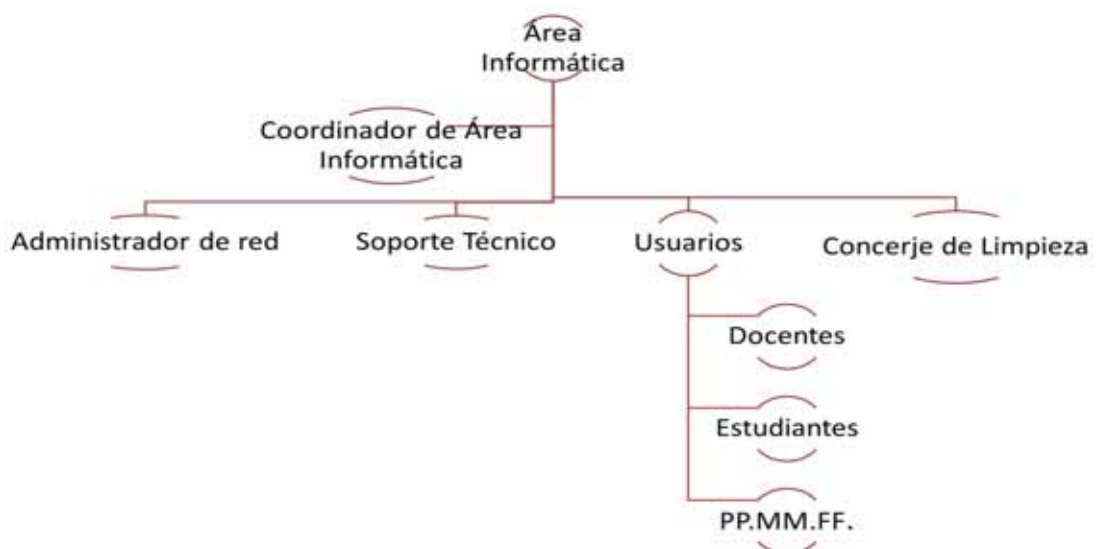 Área
Informática
Coordinador de Área
Informática
Administrador de red
Soporte Técnico
Usuarios
Concerje de Limpieza
Docentes
Estudiantes
PP.MM.FF.